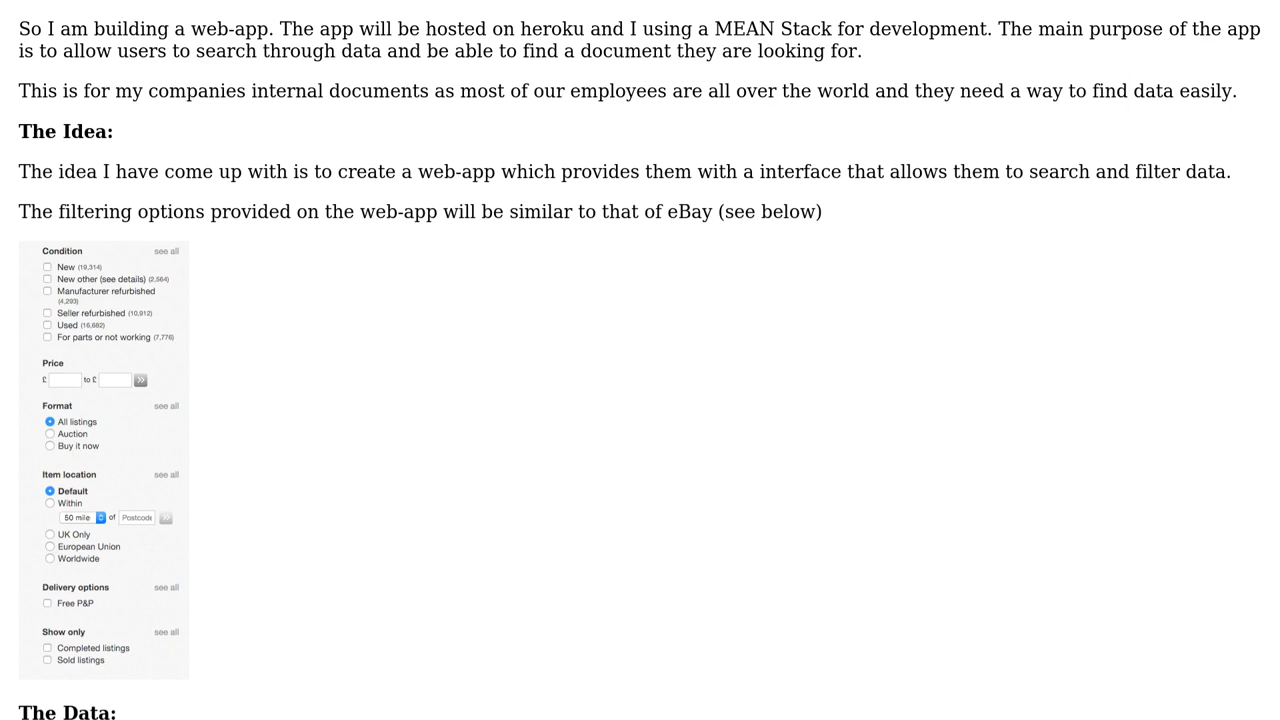 So I am building a web-app. The app will be hosted on heroku and I using a MEAN Stack for development. The main purpose of the app
is to allow users to search through data and be able to find a document they are looking for.
This is for my companies internal documents as most of our employees are all over the world and they need a way to find data easily.
The Idea:
The idea I have come up with is to create a web-app which provides them with a interface that allows them to search and filter data.
The filtering options provided on the web-app will be similar to that of eBay (see below)
Condition see all
New (19,314)
New other (see details) (2,564)
Manufacturer refurbished
(4,293)
Seller refurbished (10,912)
Used (16,682)
For parts or not working (7,776)
Price
£ to £
Format see all
All listings
Auction
Buy it now
Item location see all
Default
Within
50 mile of Postcode
UK Only
European Union
Worldwide
Delivery options see all
Free P&P
Show only see all
Completed listings
Sold listings
The Data: